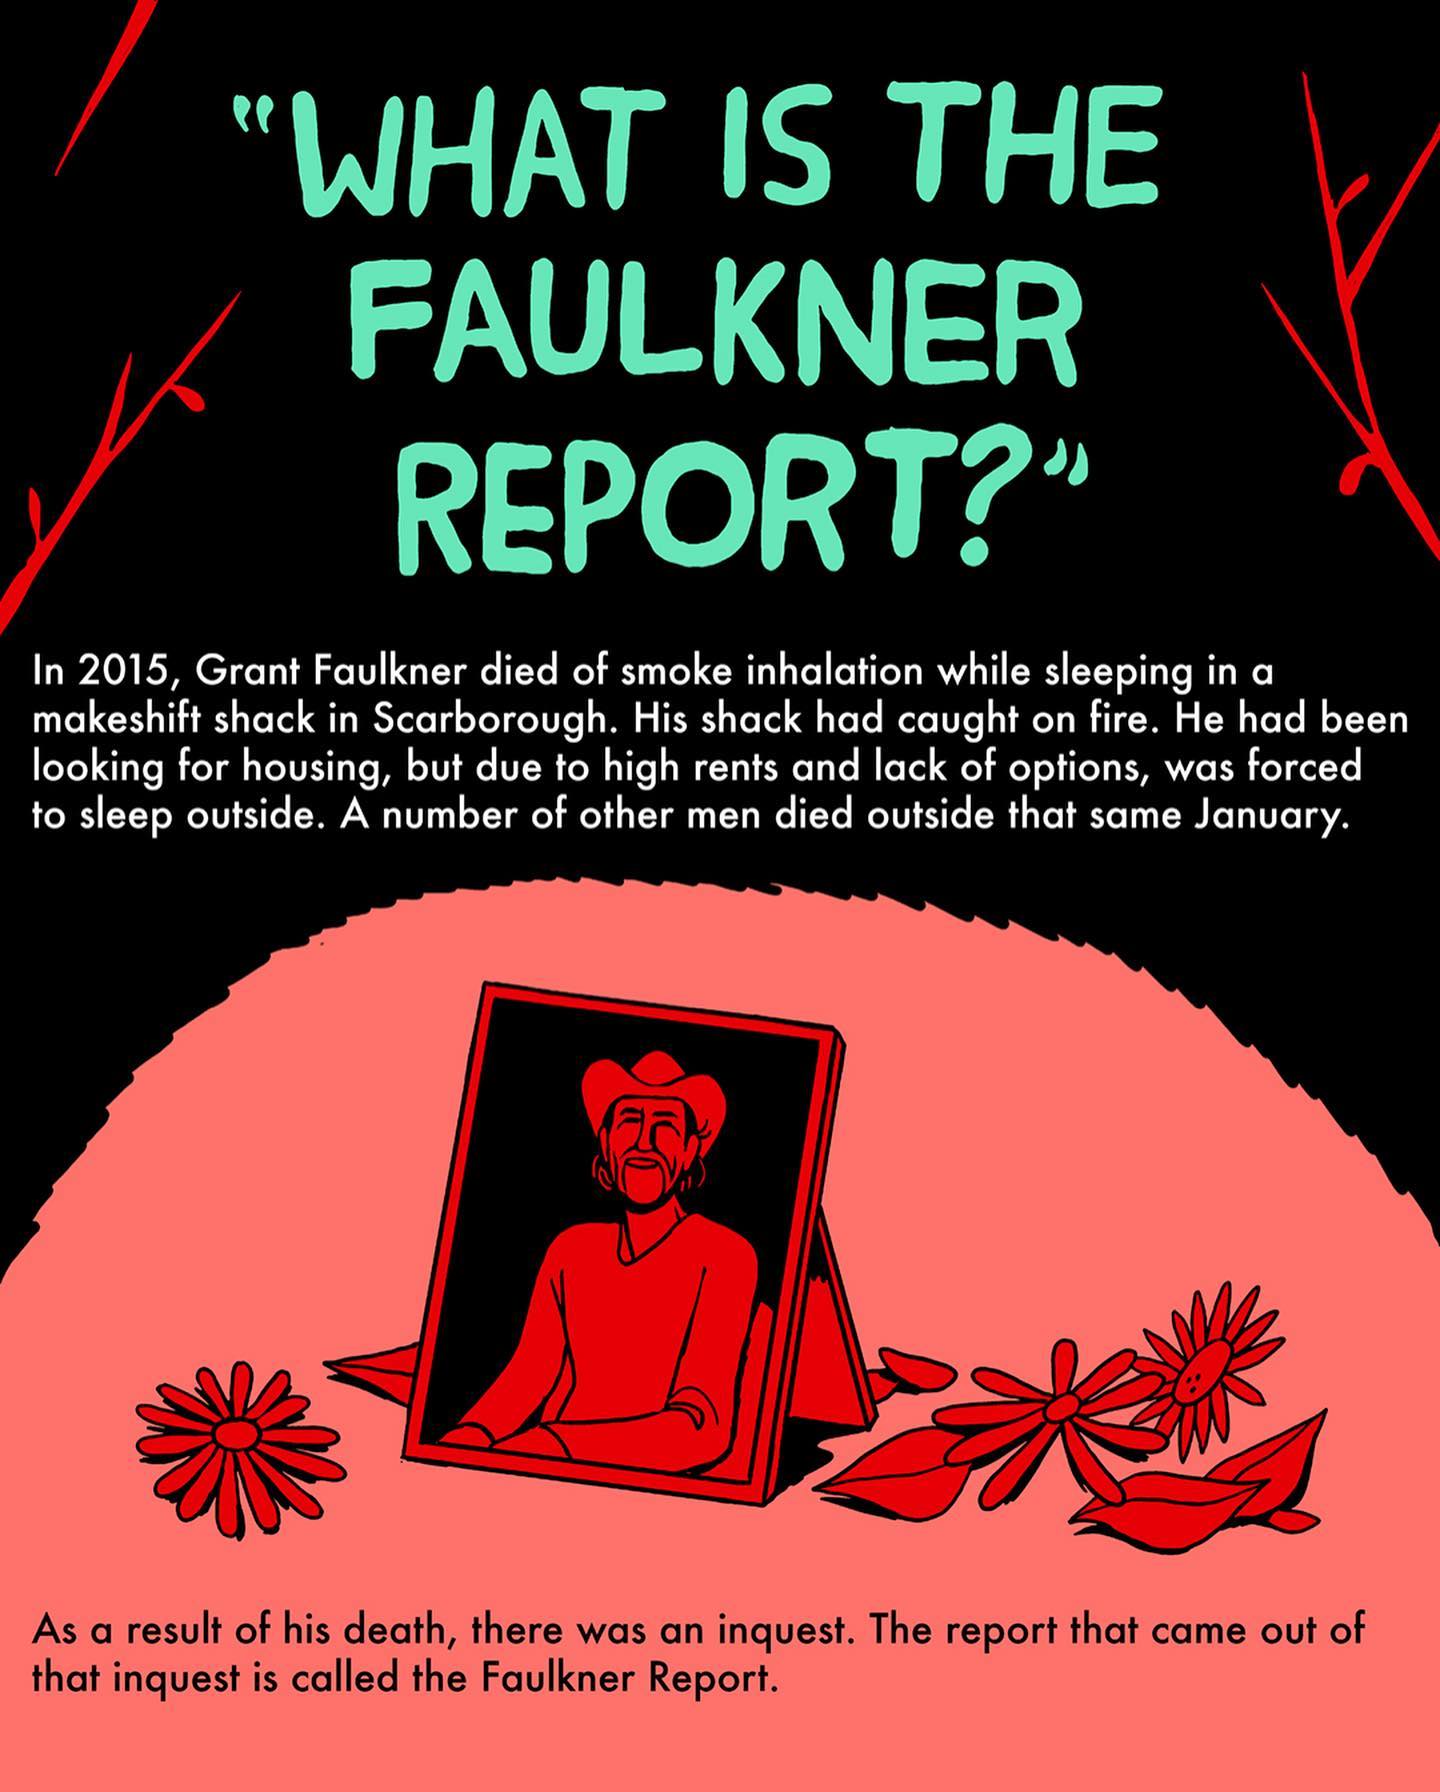 "WHAT IS THE
FAULKNER
REPORT?"
In 2015, Grant Faulkner died of smoke inhalation while sleeping in a
makeshift shack in Scarborough. His shack had caught on fire. He had been
looking for housing, but due to high rents and lack of options, was forced
to sleep outside. A number of other men died outside that same January.
As a result of his death, there was an inquest. The report that came out of
that inquest is called the Faulkner Report.